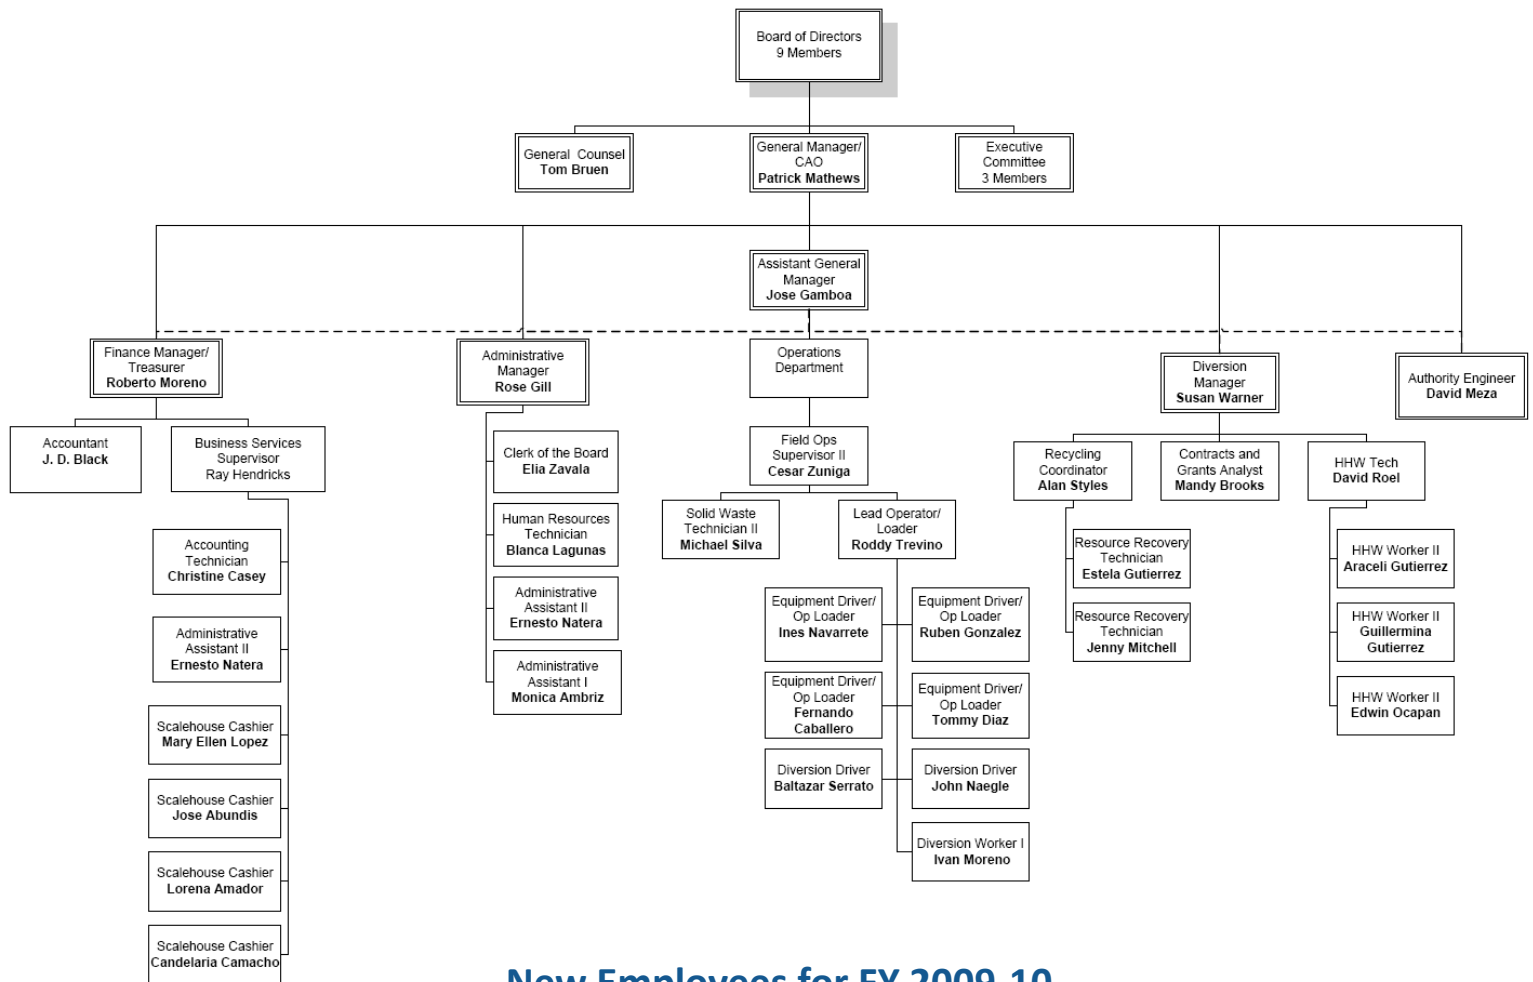 Board of Directors
9 Members
General Counsel
Tom Bruen
General Manager/
CAO
Patrick Mathews
Executive
Committee
3 Members
Assistant General
Manager
Jose Gamboa
Finance Manager/
Treasurer
Roberto Moreno
Administrative
Manager
Rose Gill
Operations
Department
Diversion
Manager
Susan Warner
Authority Engineer
David Meza
Accountant
J. D. Black
Business Services
Supervisor
Ray Hendricks
Accounting
Technician
Christine Casey
Administrative
Assistant II
Ernesto Natera
Scalehouse Cashier
Mary Ellen Lopez
Scalehouse Cashier
Jose Abundis
Scalehouse Cashier
Lorena Amador
Scalehouse Cashier
Candelaria Camacho
Clerk of the Board
Elia Zavala
Human Resources
Technician
Blanca Lagunas
Administrative
Assistant II
Ernesto Natera
Administrative
Assistant I
Monica Ambriz
Field Ops
Supervisor II
Cesar Zuniga
Solid Waste
Technician II
Michael Silva
Lead Operator/
Loader
Roddy Trevino
Equipment Driver/
Op Loader
Ines Navarrete
Equipment Driver/
Op Loader
Ruben Gonzalez
Equipment Driver/
Op Loader
Fernando
Caballero
Equipment Driver/
Op Loader
Tommy Diaz
Diversion Driver
Baltazar Serrato
Diversion Driver
John Naegle
Diversion Worker I
Ivan Moreno
Recycling
Coordinator
Alan Styles
Contracts and
Grants Analyst
Mandy Brooks
HHW Tech
David Roel
Resource Recovery
Technician
Estela Gutierrez
Resource Recovery
Technician
Jenny Mitchell
HHW Worker II
Araceli Gutierrez
HHW Worker II
Guillermina
Gutierrez
HHW Worker II
Edwin Ocapan
New Employees for FY 2009-10